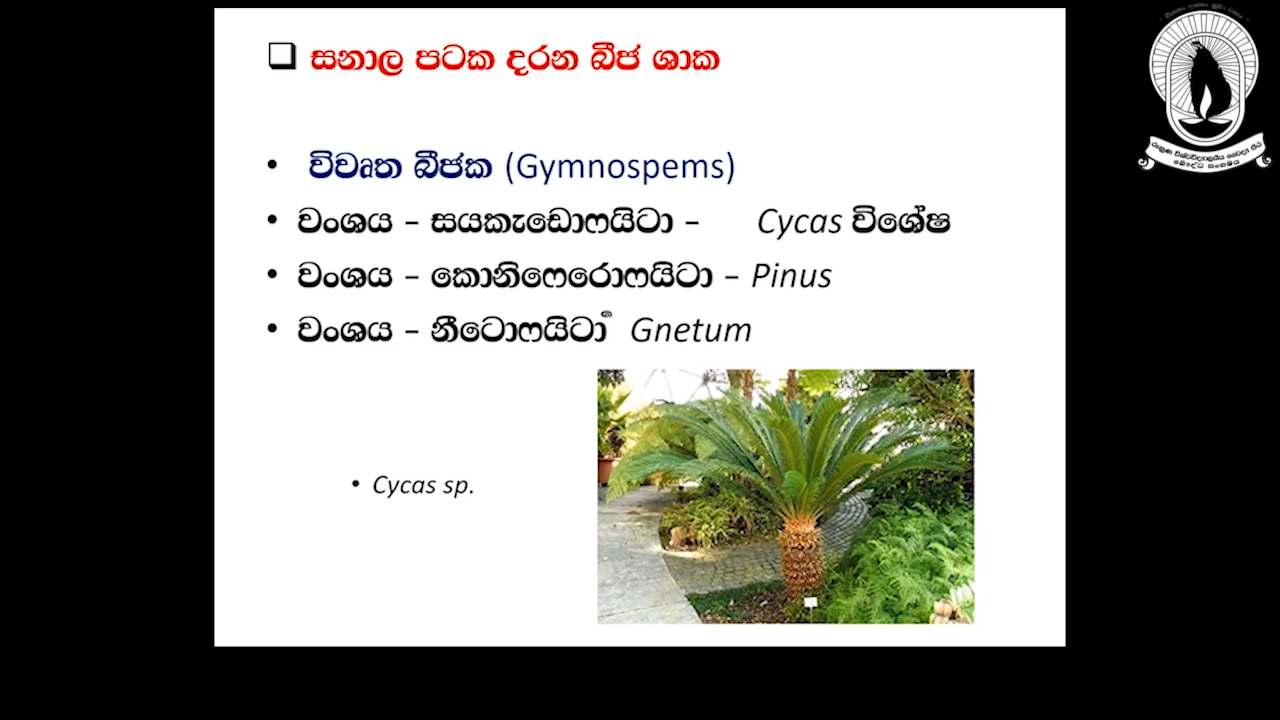 සනාල පටක දරන බීජ ශාක
විවෘත බීජක (Gymnospems)
වංශය – සයකැඩොෆයිටා – Cycas විශේෂ
වංශය – කොනිෆෙරොෆයිටා – Pinus
වංශය – නීටොෆයිටා Gnetum
Cycas sp.